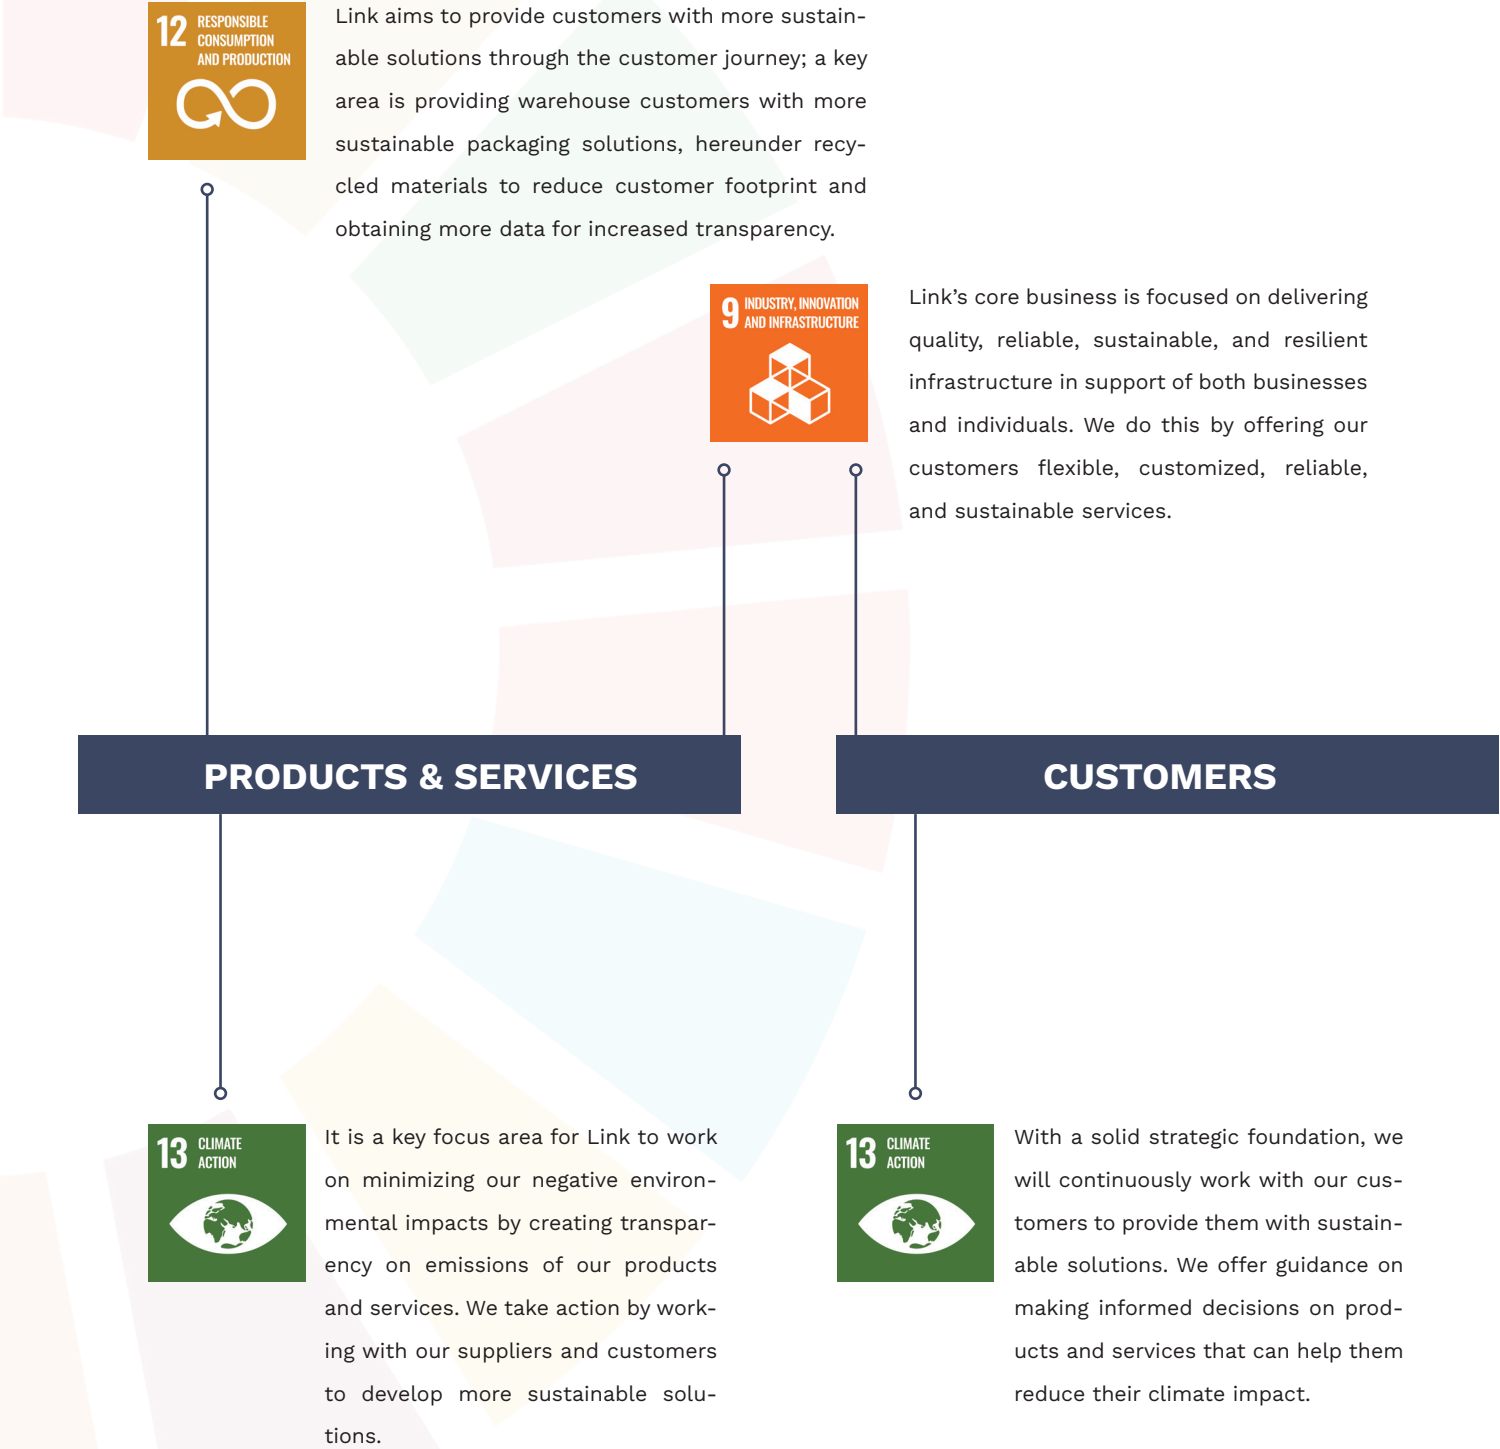 12 RESPONSIBLE
CONSUMPTION
AND PRODUCTION
Link aims to provide customers with more sustain-
able solutions through the customer journey; a key
area is providing warehouse customers with more
sustainable packaging solutions, hereunder recy-
cled materials to reduce customer footprint and
obtaining more data for increased transparency.
9 INDUSTRY, INNOVATION
AND INFRASTRUCTURE
Link’s core business is focused on delivering
quality, reliable, sustainable, and resilient
infrastructure in support of both businesses
and individuals. We do this by offering our
customers flexible, customized, reliable,
and sustainable services.
PRODUCTS & SERVICES
CUSTOMERS
13 CLIMATE
ACTION
It is a key focus area for Link to work
on minimizing our negative environ-
mental impacts by creating transpar-
ency on emissions of our products
and services. We take action by work-
ing with our suppliers and customers
to develop more sustainable solu-
tions.
13 CLIMATE
ACTION
With a solid strategic foundation, we
will continuously work with our cus-
tomers to provide them with sustain-
able solutions. We offer guidance on
making informed decisions on prod-
ucts and services that can help them
reduce their climate impact.